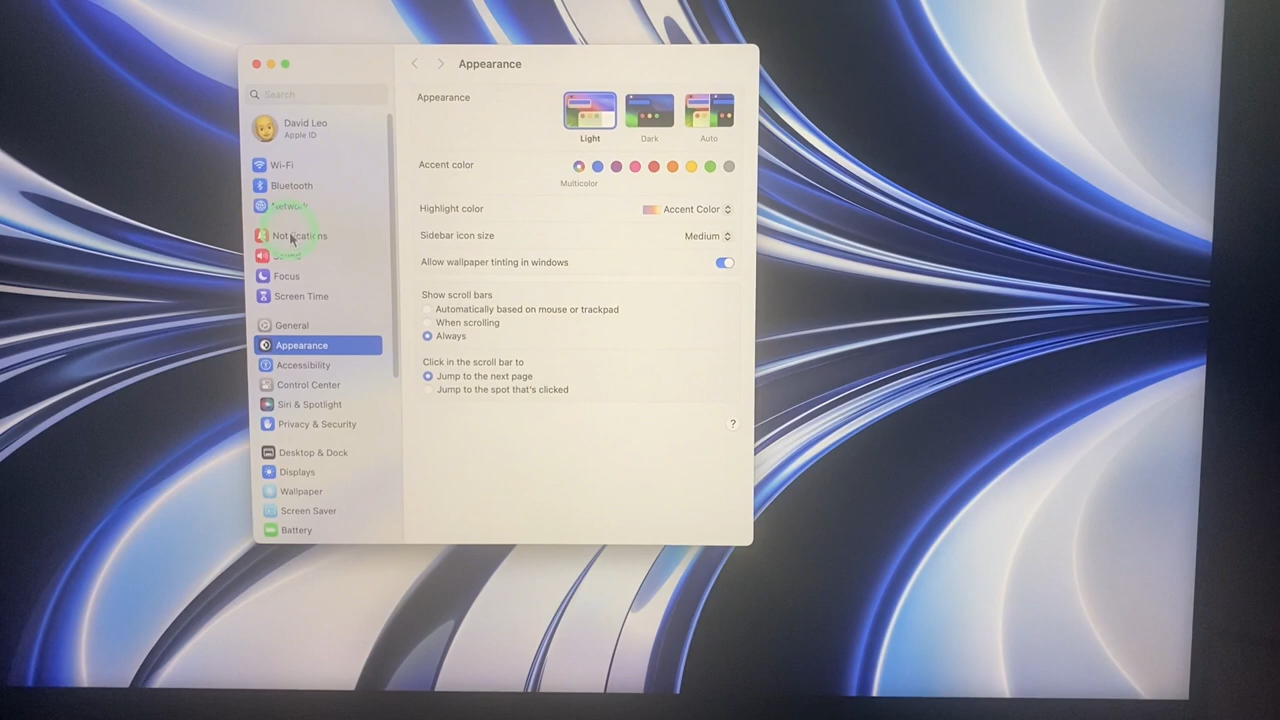 Appearance
Search
David Leo
Apple ID
Wi-Fi
Bluetooth
Network
Notifications
Sound
Focus
Screen Time
General
Appearance
Accessibility
Control Center
Siri & Spotlight
Privacy & Security
Desktop & Dock
Displays
Wallpaper
Screen Saver
Battery
Appearance
Light
Dark
Auto
Accent color
Multicolor
Highlight color
Accent Color
Sidebar icon size
Medium
Allow wallpaper tinting in windows
Show scroll bars
Automatically based on mouse or trackpad
When scrolling
Always
Click in the scroll bar to
Jump to the next page
Jump to the spot that's clicked
?